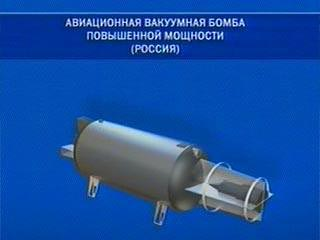 АВИАЦИОННАЯ ВАКУУМНАЯ БОМБА
ПОВЫШЕННОЙ МОЩНОСТИ
(РОССИЯ)